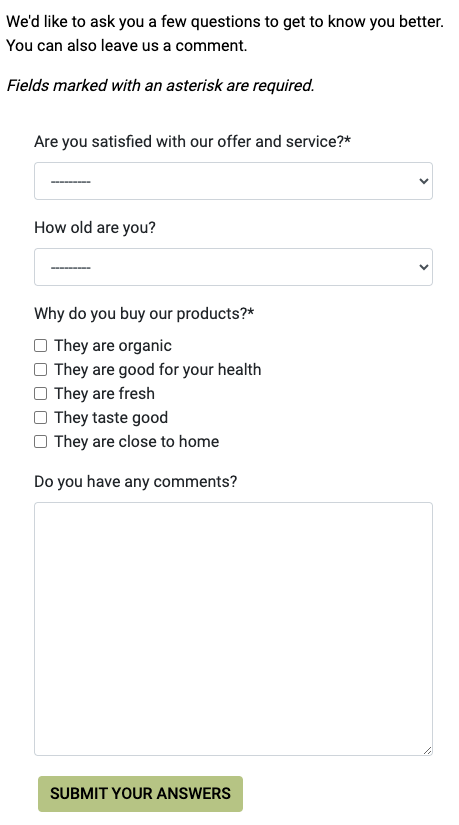 We'd like to ask you a few questions to get to know you better.
You can also leave us a comment.
Fields marked with an asterisk are required.
Are you satisfied with our offer and service?*
---------
How old are you?
---------
Why do you buy our products?*
They are organic
They are good for your health
They are fresh
They taste good
They are close to home
Do you have any comments?
SUBMIT YOUR ANSWERS